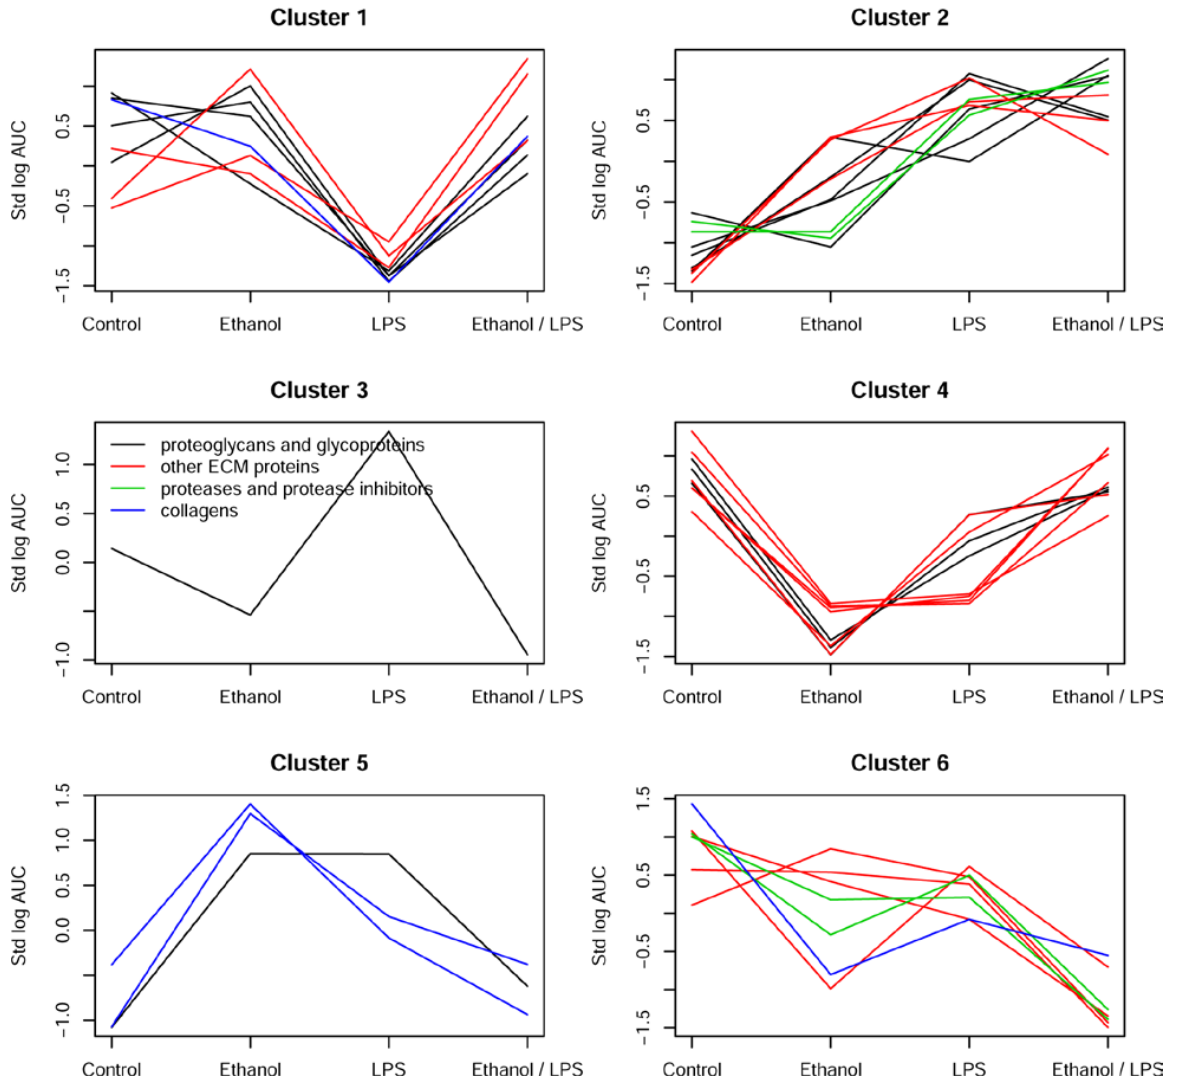 Cluster 1
Std log AUC
0.5
-0.5
-1.5
Control Ethanol LPS Ethanol / LPS
Cluster 2
Std log AUC
0.5
-0.5
-1.5
Control Ethanol LPS Ethanol / LPS
Cluster 3
Std log AUC
1.0
0.5
0.0
-1.0
proteoglycans and glycoproteins
other ECM proteins
proteases and protease inhibitors
collagens
Control Ethanol LPS Ethanol / LPS
Cluster 4
Std log AUC
0.5
-0.5
-1.5
Control Ethanol LPS Ethanol / LPS
Cluster 5
Std log AUC
1.5
1.0
0.5
0.0
-1.0
Control Ethanol LPS Ethanol / LPS
Cluster 6
Std log AUC
1.5
0.5
-0.5
-1.5
Control Ethanol LPS Ethanol / LPS